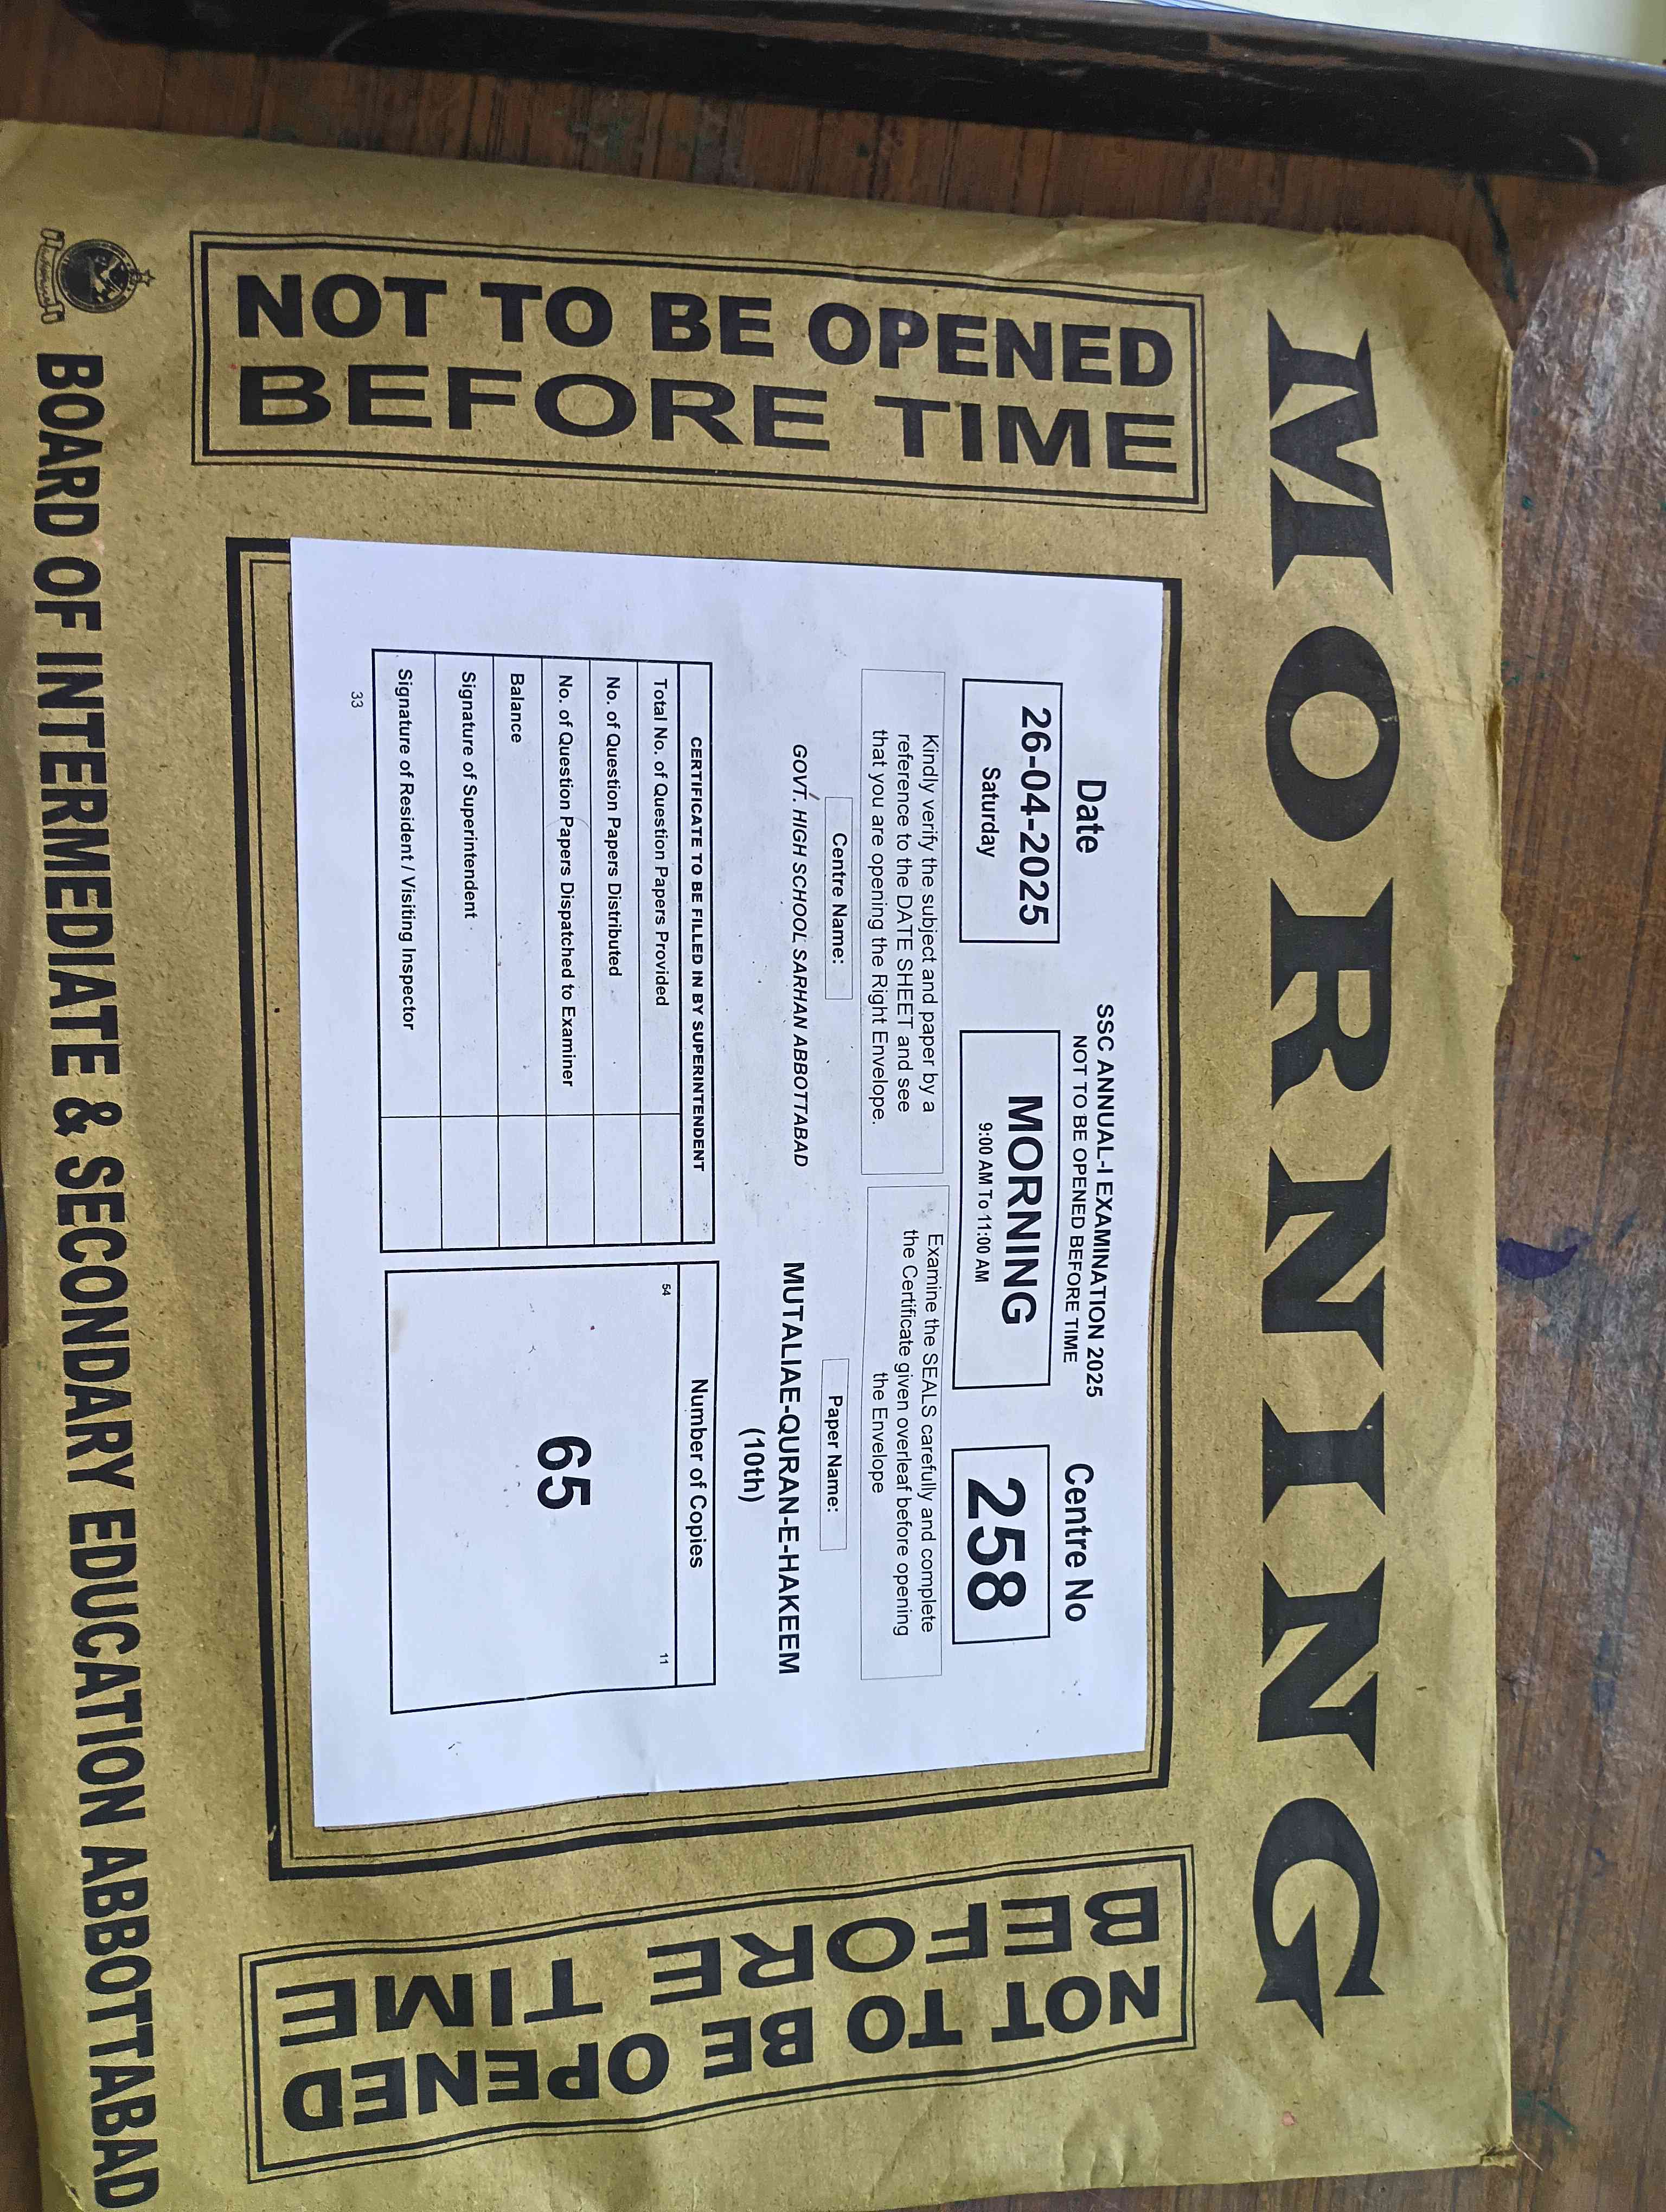 MORNING
NOT TO BE OPENED
BEFORE TIME
SSC ANNUAL-I EXAMINATION 2025
NOT TO BE OPENED BEFORE TIME
Date
26-04-2025
Saturday
MORNING
9:00 AM To 11:00 AM
Centre No
258
Kindly verify the subject and paper by a
reference to the DATE SHEET and see
that you are opening the Right Envelope.
Examine the SEALS carefully and complete
the Certificate given overleaf before opening
the Envelope
Centre Name:
GOVT. HIGH SCHOOL SARHAN ABBOTTABAD
Paper Name:
MUTALIAE-QURAN-E-HAKEEM
(10th)
CERTIFICATE TO BE FILLED IN BY SUPERINTENDENT
Total No. of Question Papers Provided
No. of Question Papers Distributed
No. of Question Papers Dispatched to Examiner
Balance
Signature of Superintendent
Signature of Resident / Visiting Inspector
33
Number of Copies
54
11
65
NOT TO BE OPENED
BEFORE TIME
BOARD OF INTERMEDIATE & SECONDARY EDUCATION ABBOTTABAD